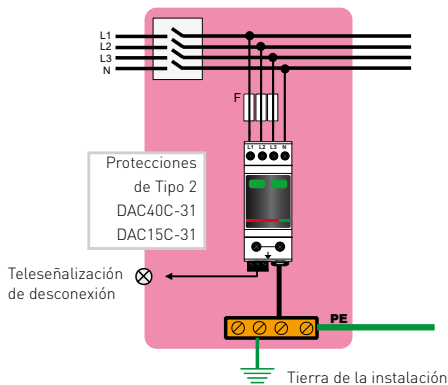 L1
L2
L3
N
F
L1 L2 L3 N
Protecciones
de Tipo 2
DAC40C-31
DAC15C-31
Teleseñalización
de desconexión
PE
Tierra de la instalación